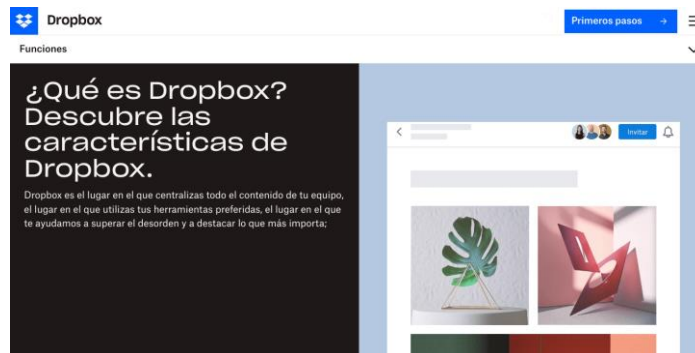 Dropbox
Primeros pasos →
Funciones
¿Qué es Dropbox?
Descubre las
características de
Dropbox.
Dropbox es el lugar en el que centralizas todo el contenido de tu equipo,
el lugar en el que utilizas tus herramientas preferidas, el lugar en el que
te ayudamos a superar el desorden y a destacar lo que más importa;
Invitar